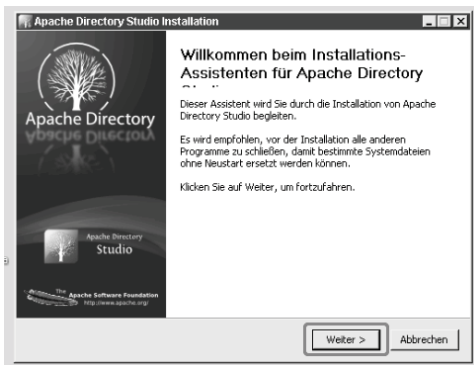 Apache Directory Studio Installation
Apache Directory
Willkommen beim Installations-
Assistenten für Apache Directory
Dieser Assistent wird Sie durch die Installation von Apache
Directory Studio begleiten.
Es wird empfohlen, vor der Installation alle anderen
Programme zu schließen, damit bestimmte Systemdateien
ohne Neustart ersetzt werden können.
Klicken Sie auf Weiter, um fortzufahren.
Apache Directory
Studio
The
Apache Software Foundation
http://www.apache.org/
Weiter >
Abbrechen